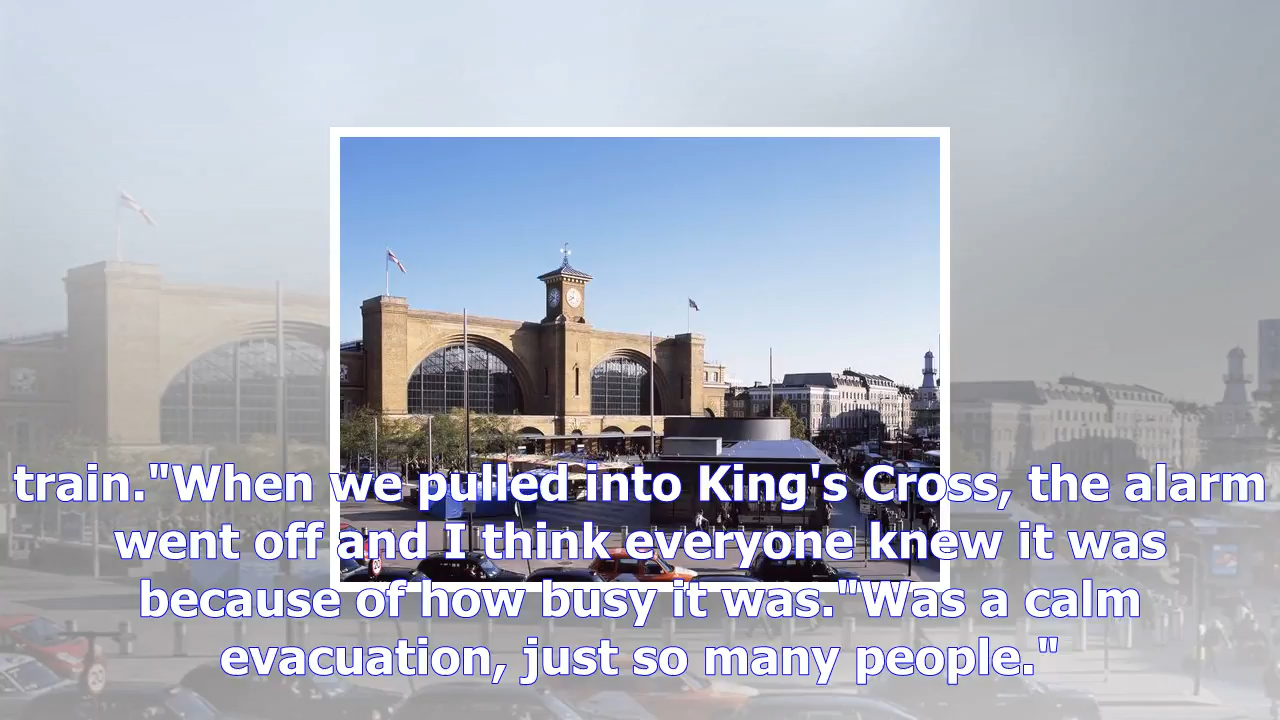 train."When we pulled into King's Cross, the alarm
went off and I think everyone knew it was
because of how busy it was."Was a calm
evacuation, just so many people."